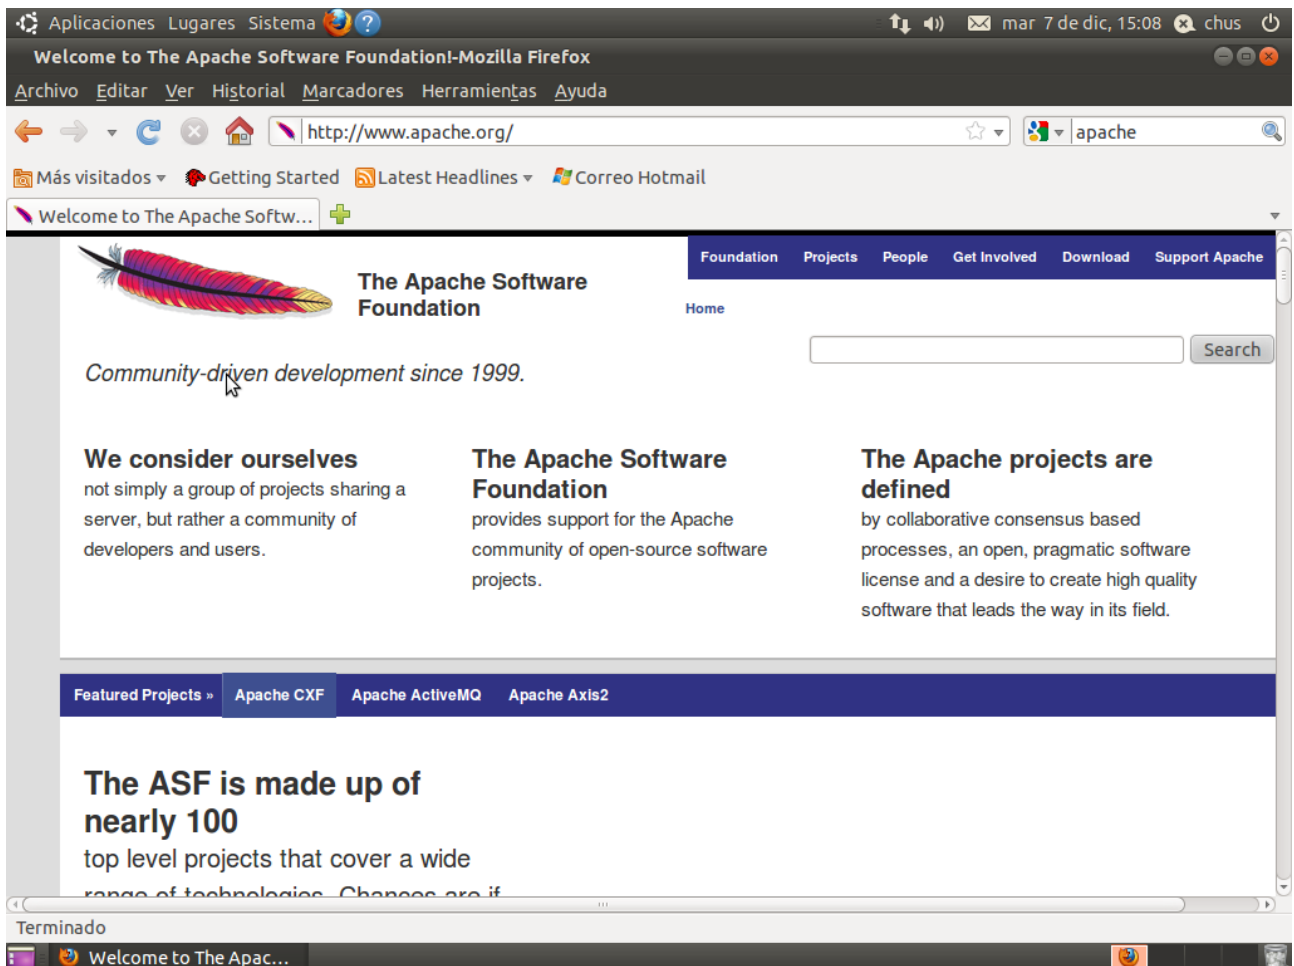 Aplicaciones Lugares Sistema ? mar 7 de dic, 15:08 chus
Welcome to The Apache Software Foundation!-Mozilla Firefox
Archivo Editar Ver Historial Marcadores Herramientas Ayuda
http://www.apache.org/ apache
Más visitados Getting Started Latest Headlines Correo Hotmail
Welcome to The Apache Softw...
Foundation Projects People Get Involved Download Support Apache
The Apache Software
Foundation
Home
Search
Community-driven development since 1999.
We consider ourselves
not simply a group of projects sharing a
server, but rather a community of
developers and users.
The Apache Software
Foundation
provides support for the Apache
community of open-source software
projects.
The Apache projects are
defined
by collaborative consensus based
processes, an open, pragmatic software
license and a desire to create high quality
software that leads the way in its field.
Featured Projects » Apache CXF Apache ActiveMQ Apache Axis2
The ASF is made up of
nearly 100
top level projects that cover a wide
range of technologies. Chances are if
Terminado
Welcome to The Apac...